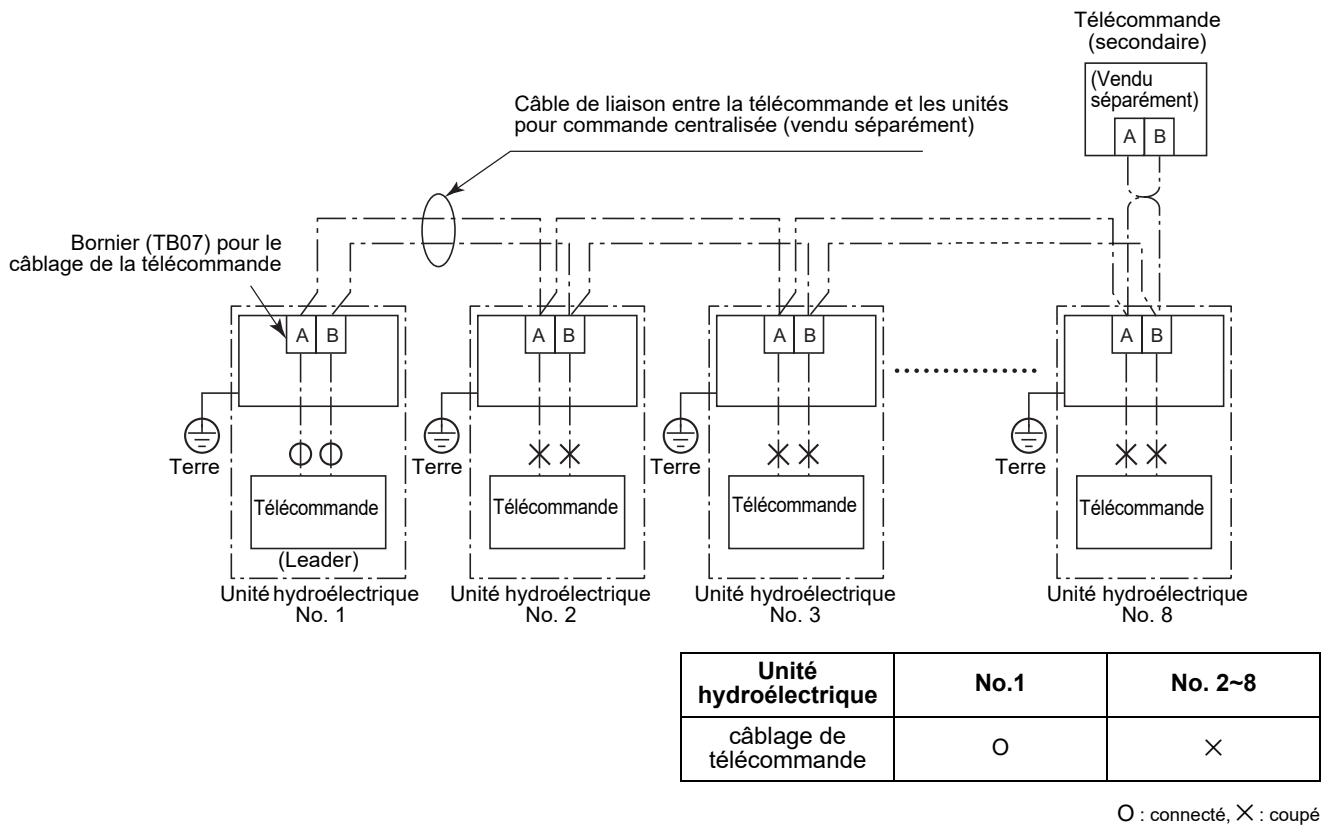 Télécommande
(secondaire)
(Vendu
séparément)
A B
Câble de liaison entre la télécommande et les unités
pour commande centralisée (vendu séparément)
Bornier (TB07) pour le
câblage de la télécommande
A B
A B
A B
A B
Terre
Terre
Terre
Terre
Télécommande
Télécommande
Télécommande
Télécommande
(Leader)
Unité hydroélectrique
No. 1
Unité hydroélectrique
No. 2
Unité hydroélectrique
No. 3
Unité hydroélectrique
No. 8
Unité
hydroélectrique
No.1
No. 2~8
câblage de
télécommande
O
×
O : connecté, × : coupé